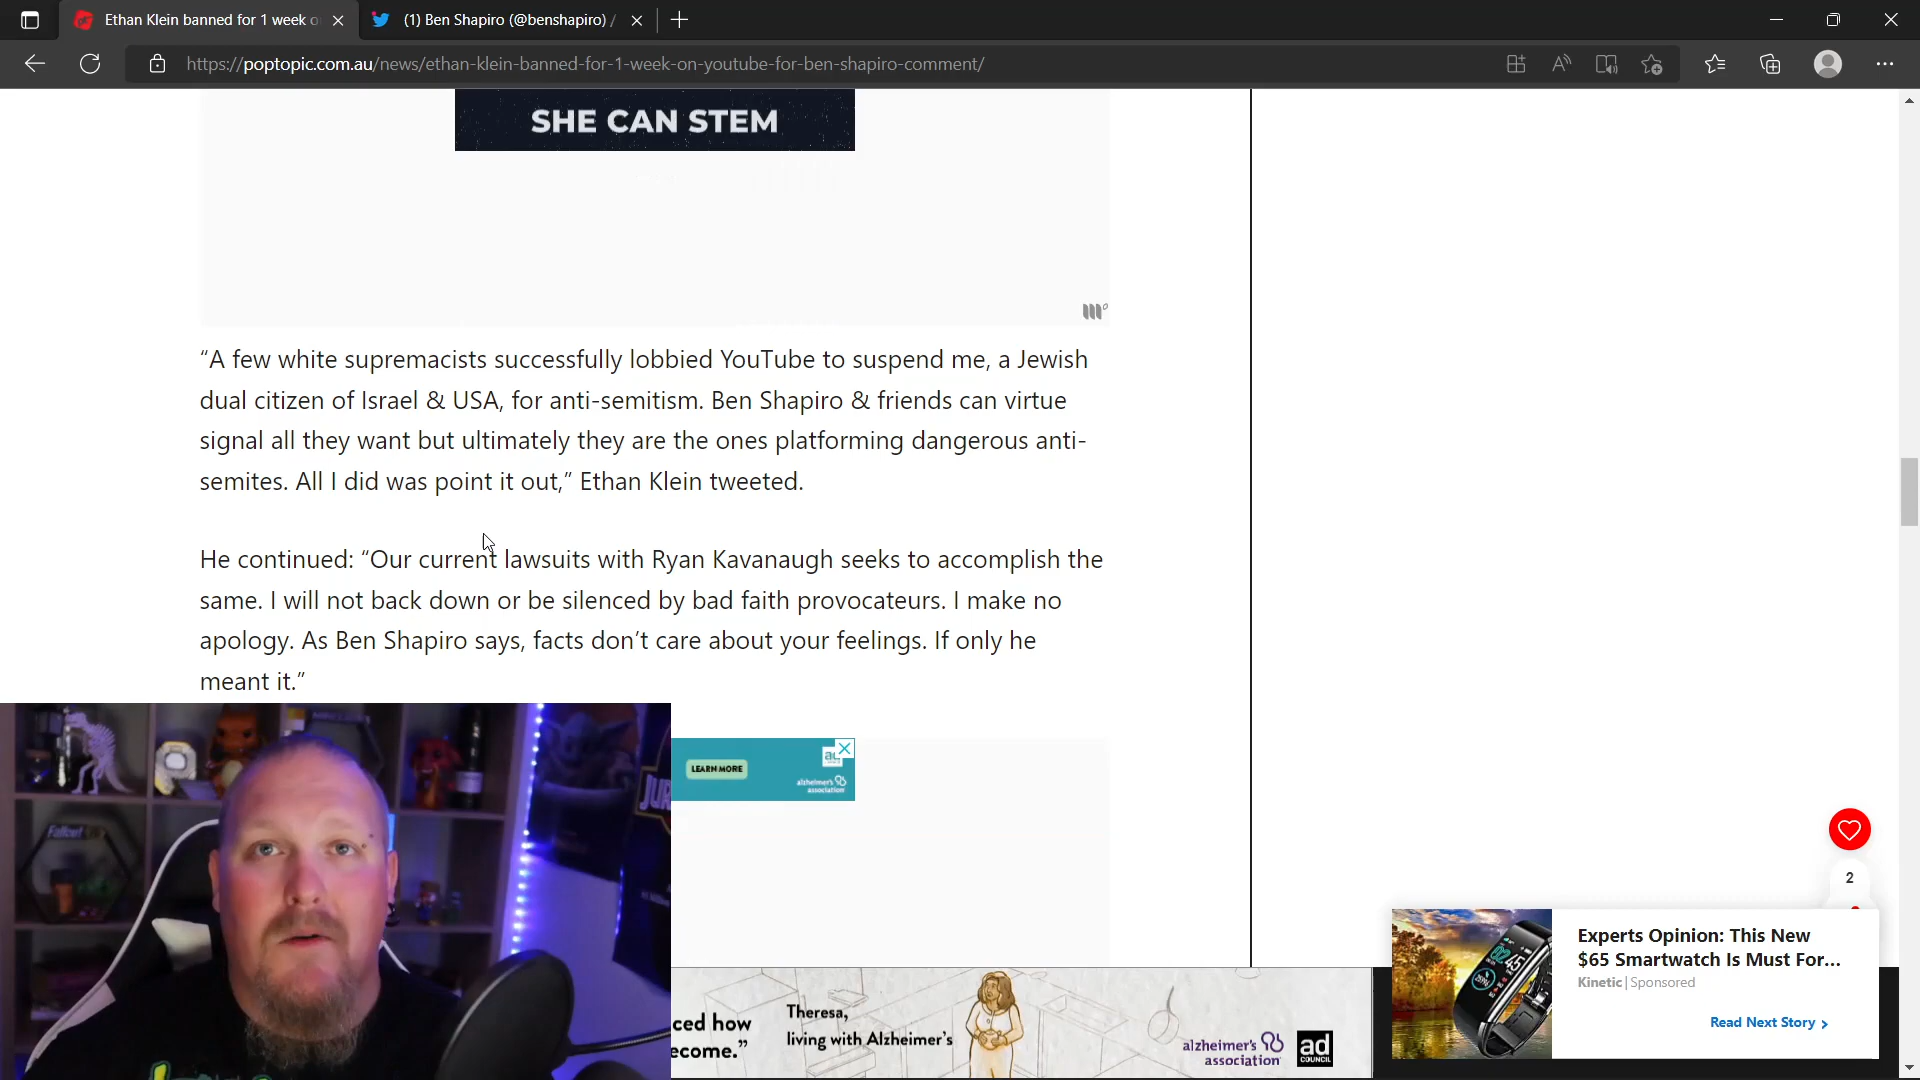 Ethan Klein banned for 1 week o
(1) Ben Shapiro (@benshapiro) /
https://poptopic.com.au/news/ethan-klein-banned-for-1-week-on-youtube-for-ben-shapiro-comment/
SHE CAN STEM
“A few white supremacists successfully lobbied YouTube to suspend me, a Jewish
dual citizen of Israel & USA, for anti-semitism. Ben Shapiro & friends can virtue
signal all they want but ultimately they are the ones platforming dangerous anti-
semites. All I did was point it out,” Ethan Klein tweeted.
He continued: “Our current lawsuits with Ryan Kavanaugh seeks to accomplish the
same. I will not back down or be silenced by bad faith provocateurs. I make no
apology. As Ben Shapiro says, facts don’t care about your feelings. If only he
meant it.”
LEARN MORE
alzheimer's
association
Fallout
JUR
2
Experts Opinion: This New
$65 Smartwatch Is Must For...
Kinetic | Sponsored
Read Next Story
ced how
ecome.”
Theresa,
living with Alzheimer's
alzheimer's
association
ad
COUNCIL